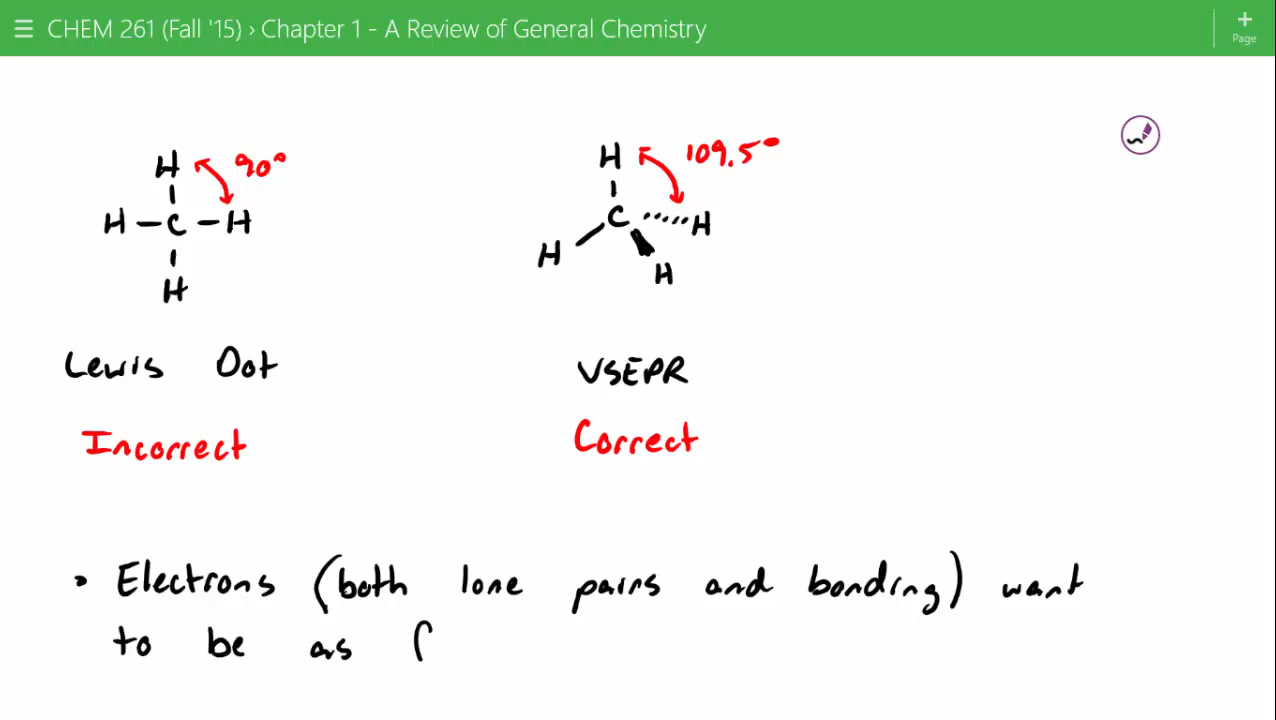 CHEM 261 (Fall '15) › Chapter 1 - A Review of General Chemistry
+
Page
H 90°
H 109.5°
H - C - H
C H
H
H
H
Lewis Dot
VSEPR
Incorrect
Correct
• Electrons (both lone pairs and bonding) want
to be as